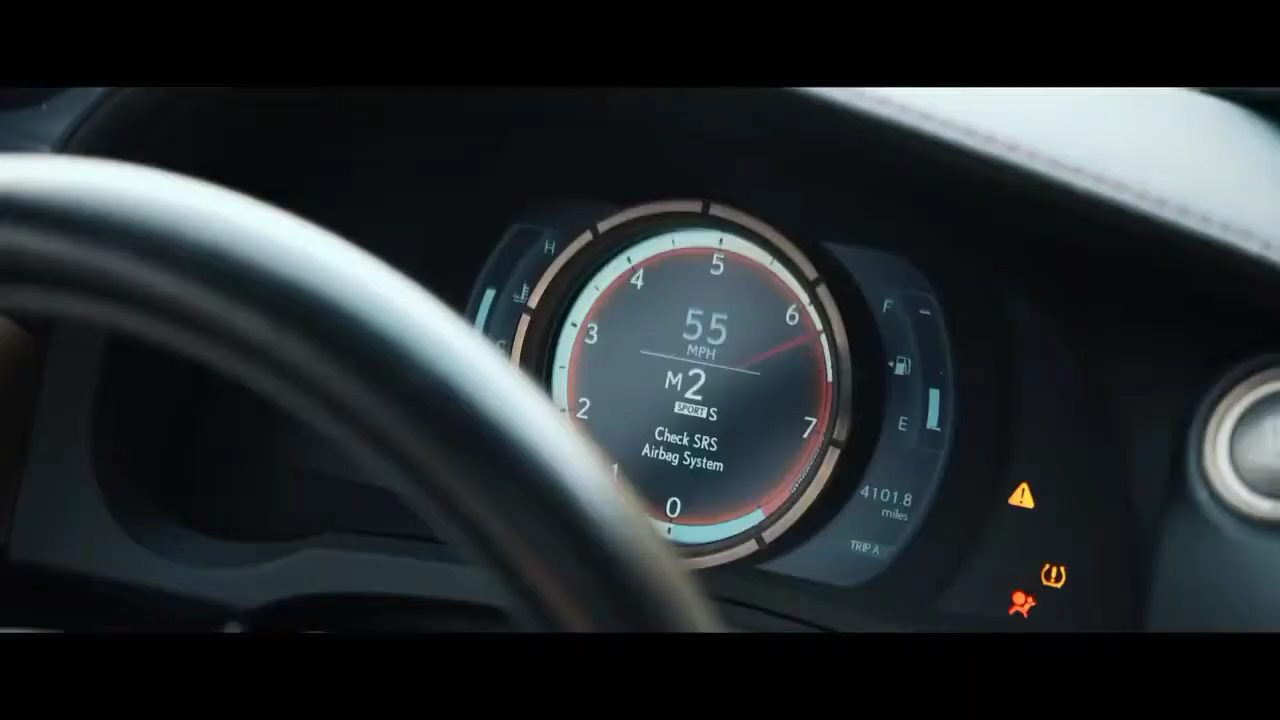 H
5
4
6
3
55
MPH
F
C
M2
SPORT S
2
7
E
Check SRS
Airbag System
1
0
4101.8
miles
TRIP A